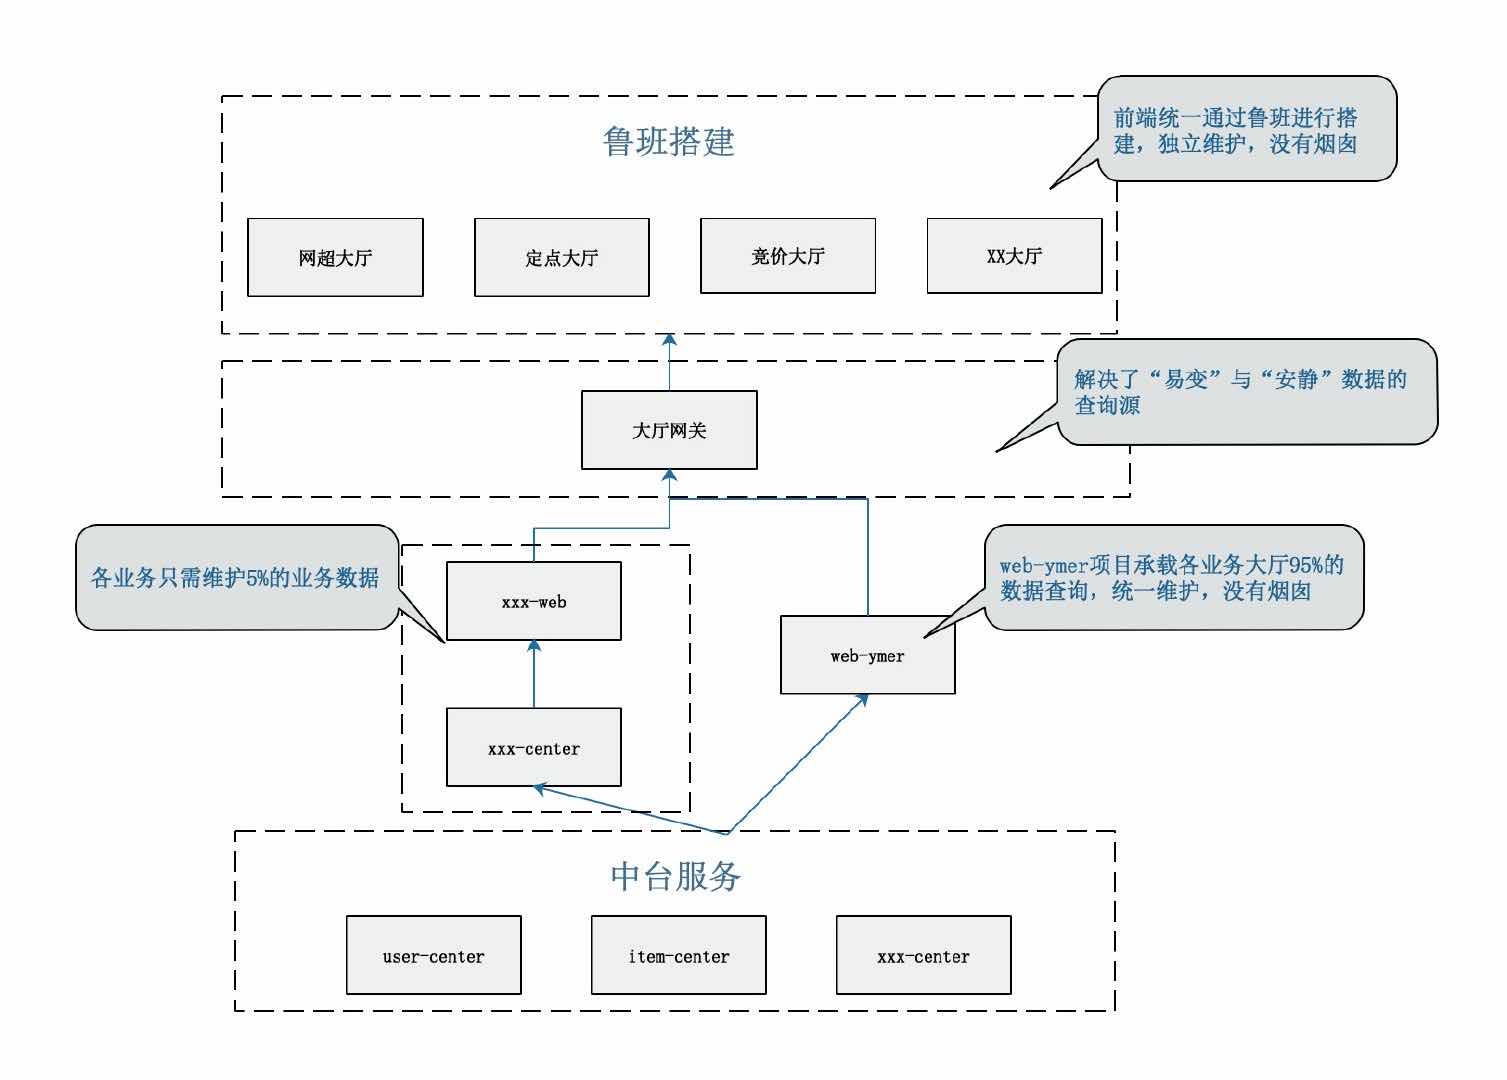 前端统一通过鲁班进行搭
建，独立维护，没有烟囱
鲁班搭建
网超大厅
定点大厅
竞价大厅
XX大厅
解决了“易变”与“安静”数据的
查询源
大厅网关
各业务只需维护5%的业务数据
xxx-web
web-ymer项目承载各业务大厅95%的
数据查询，统一维护，没有烟囱
web-ymer
xxx-center
中台服务
user-center
item-center
xxx-center